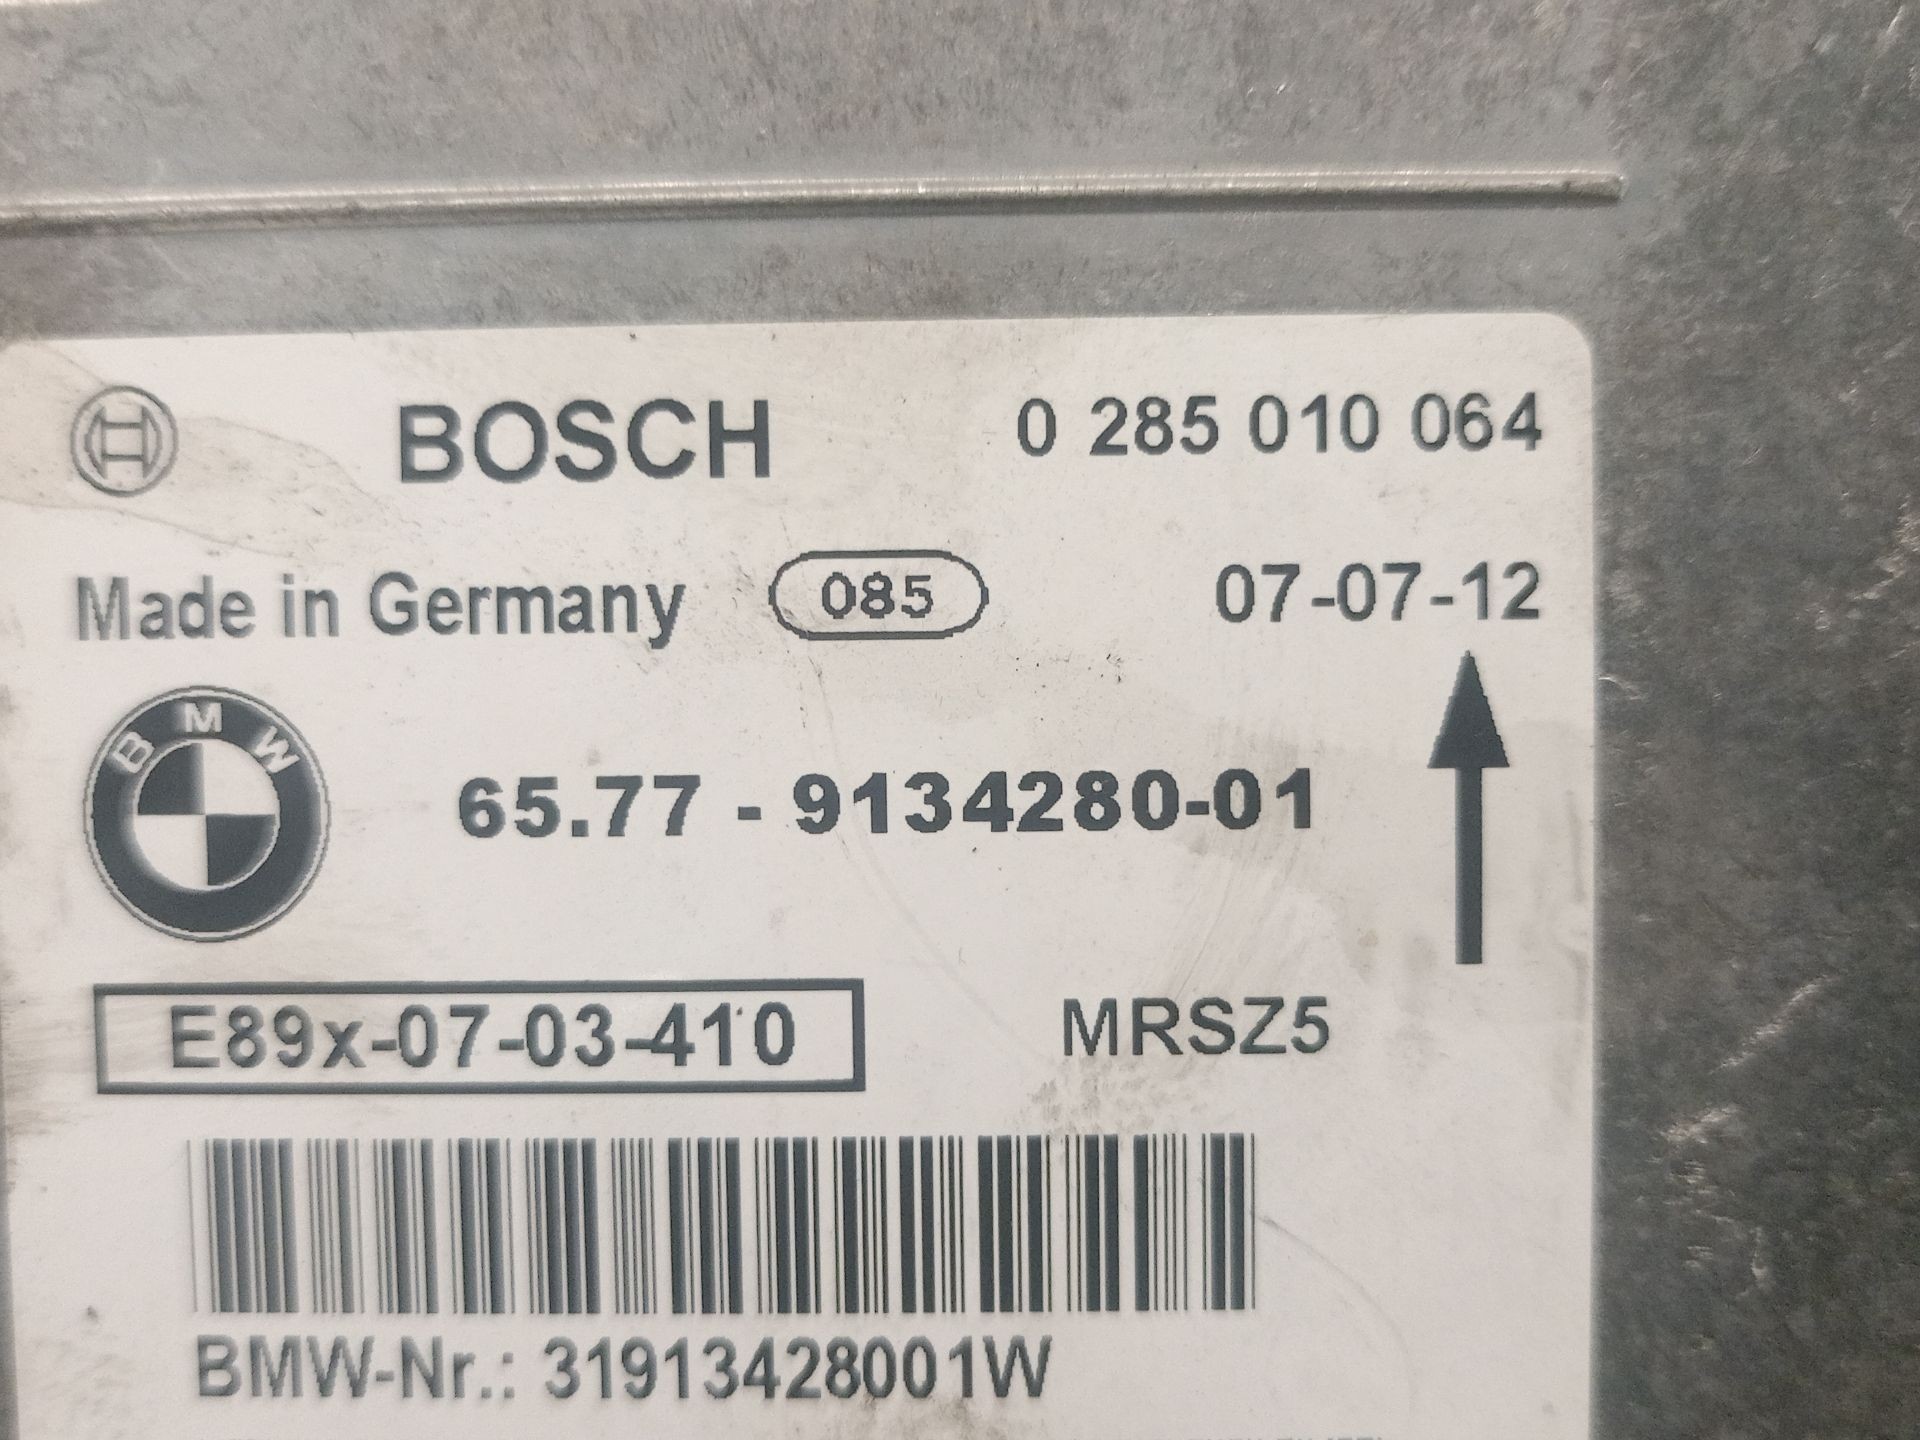 BOSCH 0 285 010 064
Made in Germany 085 07-07-12
BMW
65.77 - 9134280-01
E89x-07-03-410 MRSZ5
BMW-Nr.: 31913428001W